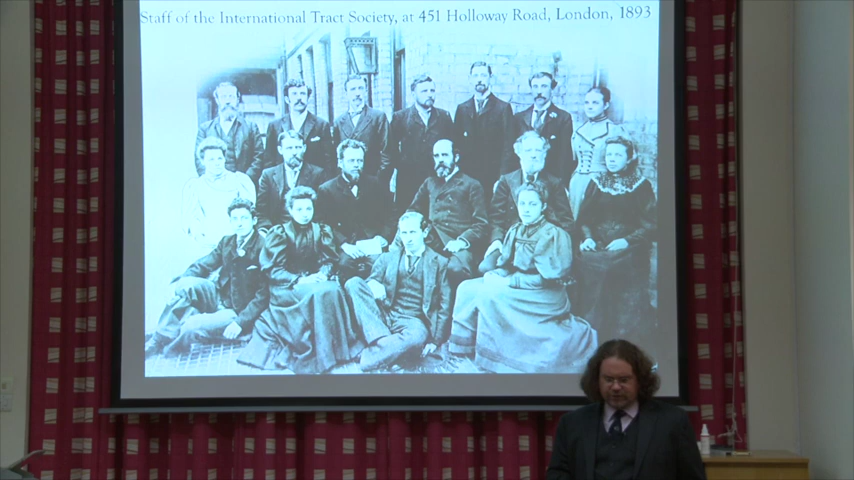 Staff of the International Tract Society, at 451 Holloway Road, London, 1893